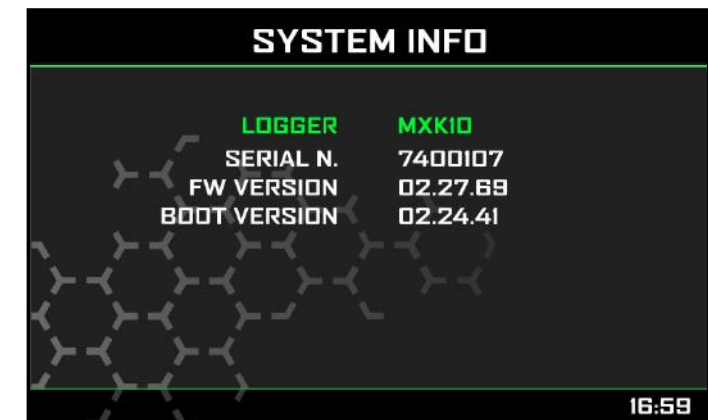 SYSTEM INFO
LOGGER MXK10
SERIAL N. 7400107
FW VERSION 02.27.69
BOOT VERSION 02.24.41
16:59